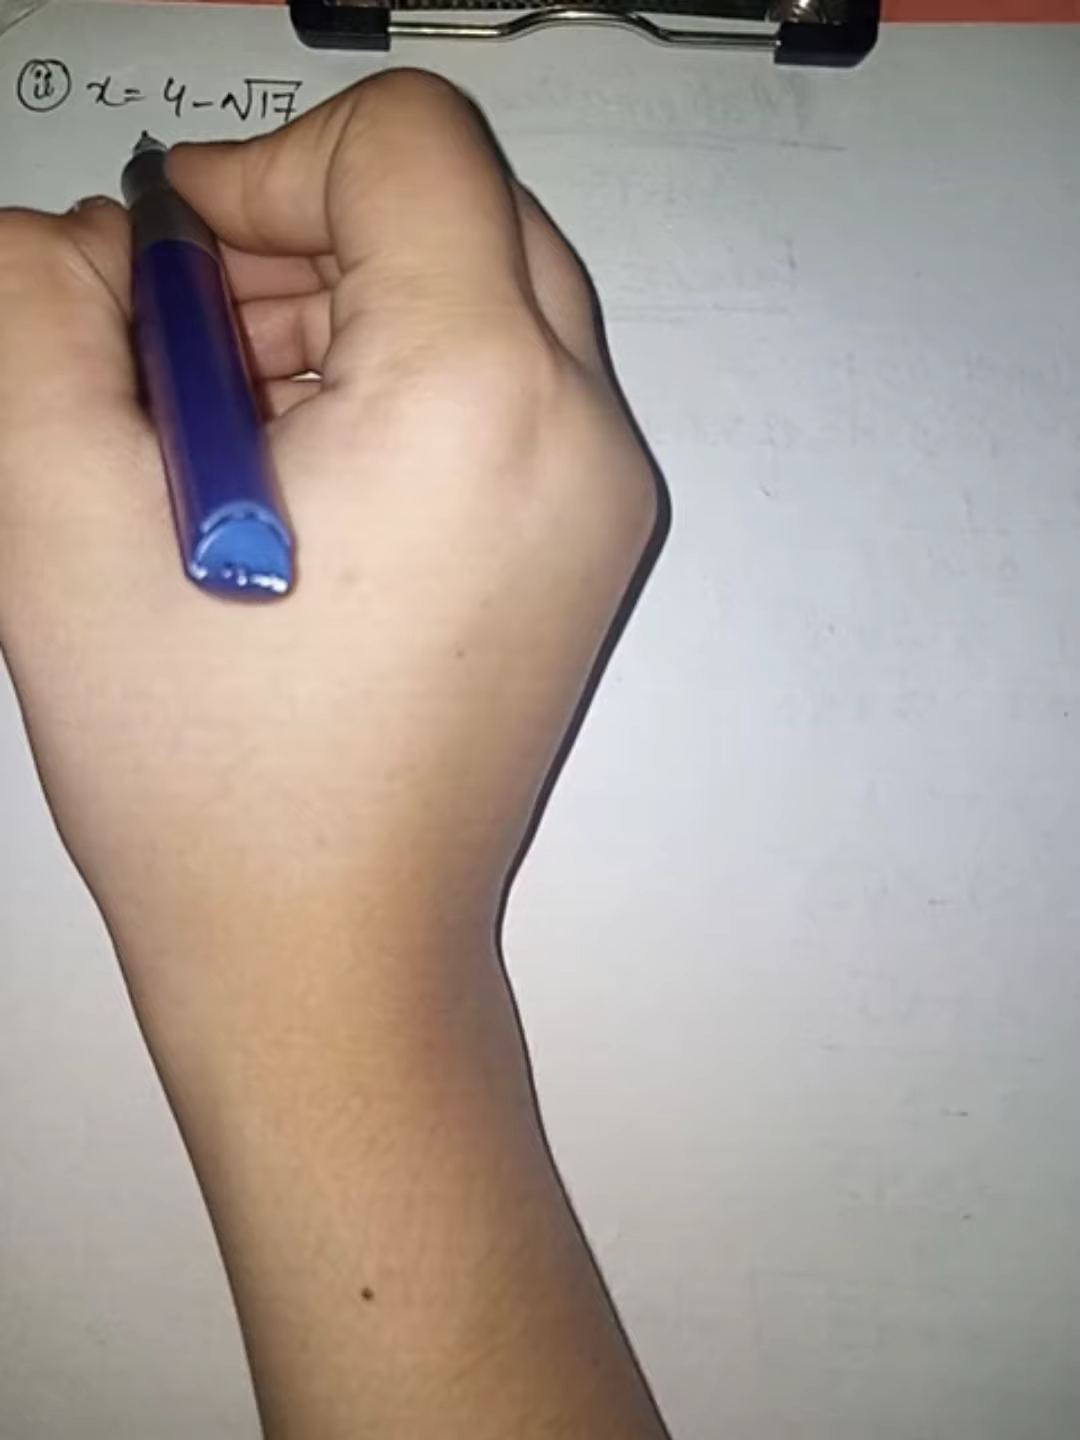 (ii) x = 4 - √17